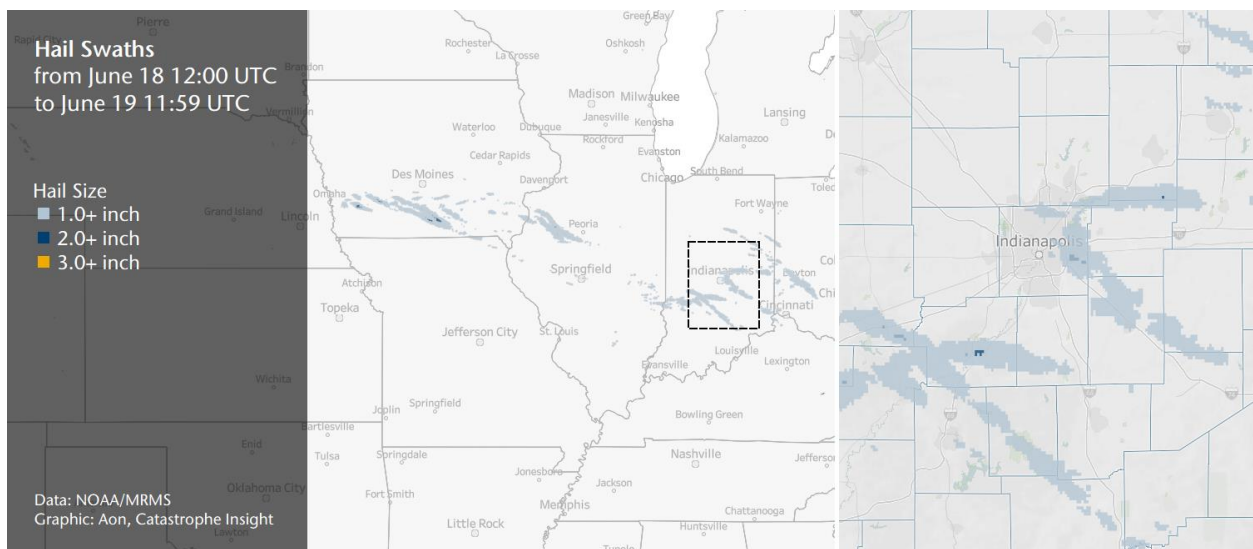 Hail Swaths
from June 18 12:00 UTC
to June 19 11:59 UTC
Hail Size
1.0+ inch
2.0+ inch
3.0+ inch
Data: NOAA/MRMS
Graphic: Aon, Catastrophe Insight
Pierre
Rapid City
Brandon
Vermillion
Grand Island
Lincoln
Omaha
Rochester
La Crosse
Green Bay
Oshkosh
Madison
Milwaukee
Janesville
Kenosha
Lansing
Waterloo
Dubuque
Rockford
Evanston
Kalamazoo
Cedar Rapids
Chicago
South Bend
Des Moines
Davenport
Fort Wayne
Peoria
Springfield
Indianapolis
Dayton
Cincinnati
Atchison
Topeka
Jefferson City
St. Louis
Louisville
Evansville
Lexington
Wichita
Joplin
Springfield
Bowling Green
Bartlesville
Enid
Tulsa
Springdale
Nashville
Jefferson
Jonesboro
Jackson
Oklahoma City
Fort Smith
Memphis
Chattanooga
Lawton
Little Rock
Huntsville
Tupelo
Indianapolis